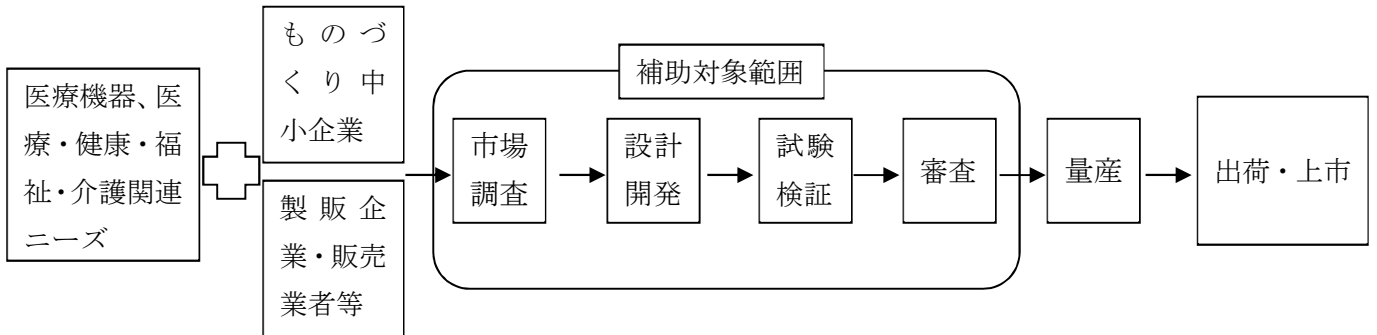 医療機器、医
療・健康・福
祉・介護関連
ニーズ
ものづ
くり中
小企業
製販企
業・販売
業者等
補助対象範囲
市場
調査
設計
開発
試験
検証
審査
量産
出荷・上市